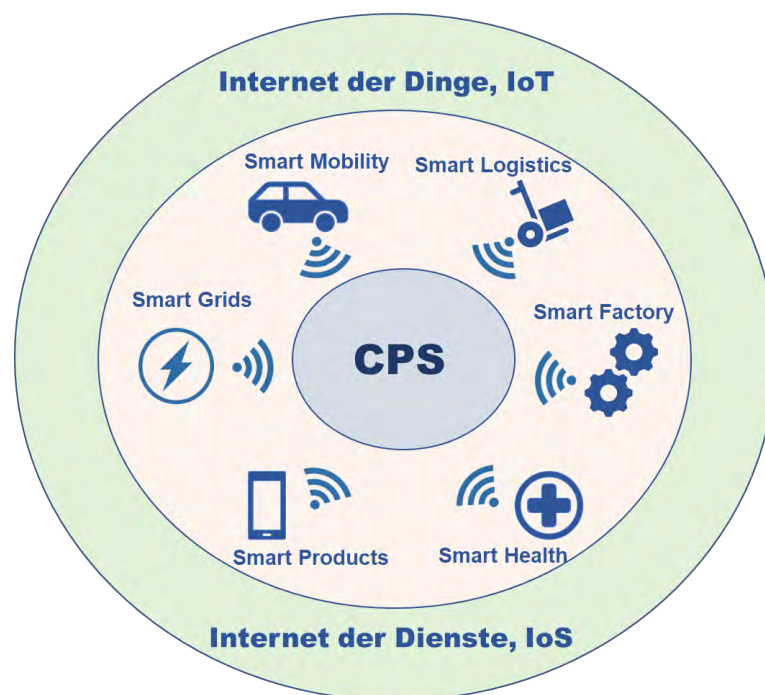 Internet der Dinge, IoT
Smart Mobility
Smart Logistics
Smart Grids
Smart Factory
CPS
Smart Products
Smart Health
Internet der Dienste, IoS